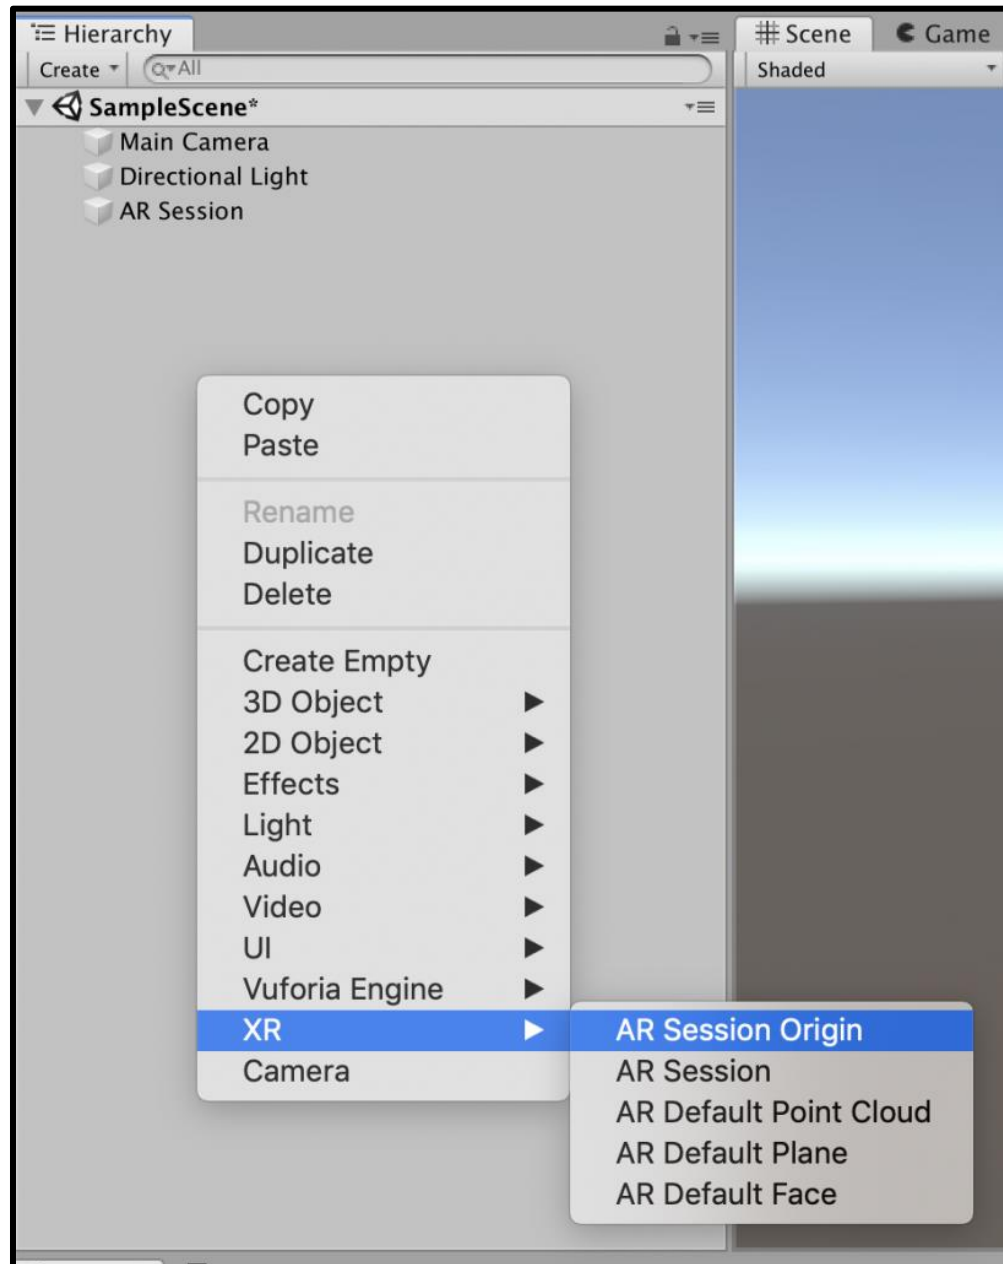 Hierarchy
Create
All
SampleScene*
Main Camera
Directional Light
AR Session
Copy
Paste
Rename
Duplicate
Delete
Create Empty
3D Object
2D Object
Effects
Light
Audio
Video
UI
Vuforia Engine
XR
Camera
AR Session Origin
AR Session
AR Default Point Cloud
AR Default Plane
AR Default Face
Scene
Game
Shaded